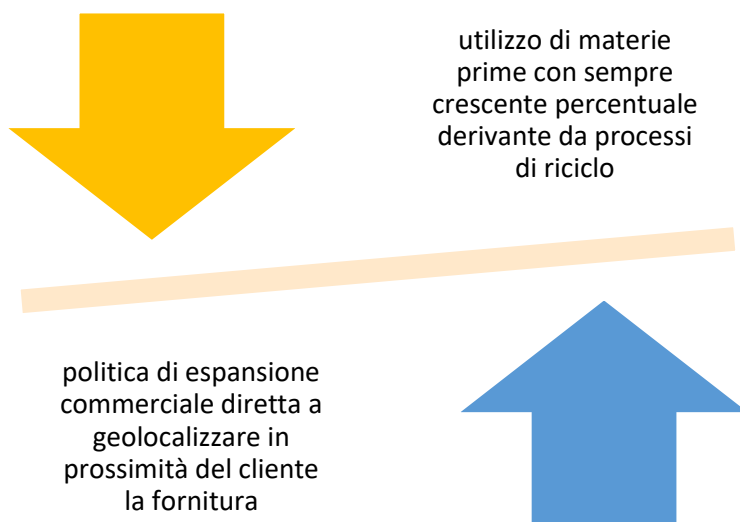 utilizzo di materie
prime con sempre
crescente percentuale
derivante da processi
di riciclo
politica di espansione
commerciale diretta a
geolocalizzare in
prossimità del cliente
la fornitura